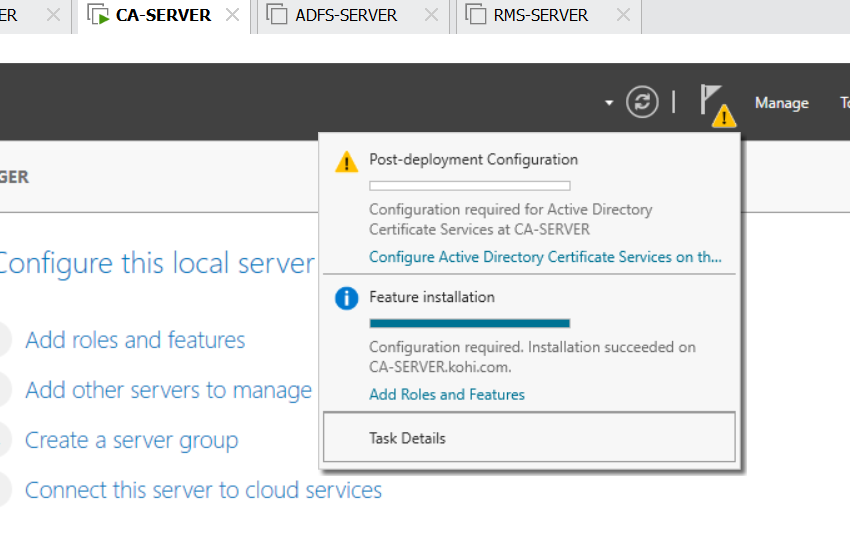 ER
CA-SERVER
ADFS-SERVER
RMS-SERVER
Manage
To
GER
Post-deployment Configuration
Configuration required for Active Directory
Certificate Services at CA-SERVER
Configure Active Directory Certificate Services on th...
Feature installation
Configuration required. Installation succeeded on
CA-SERVER.kohi.com.
Add Roles and Features
Task Details
Configure this local server
Add roles and features
Add other servers to manage
Create a server group
Connect this server to cloud services